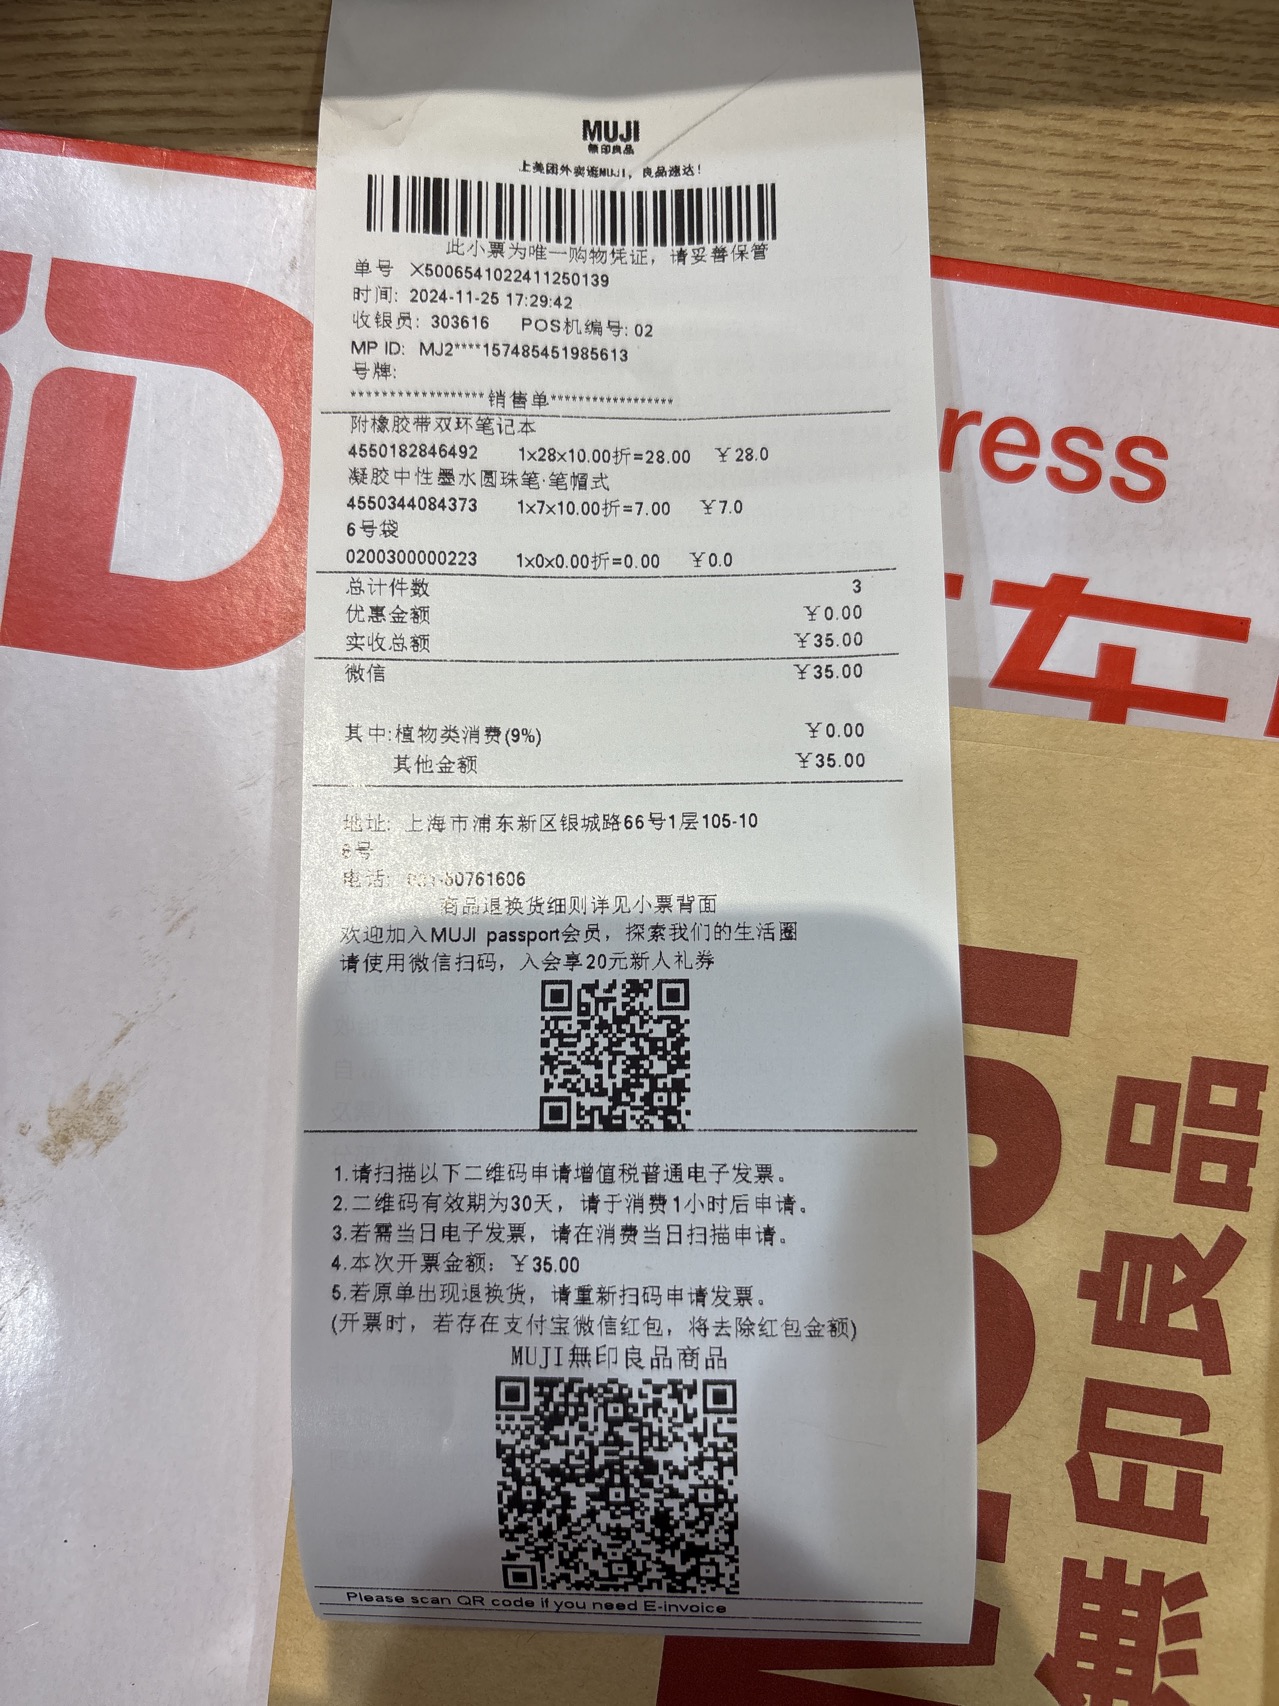 MUJI
無印良品
上美团外卖逛MUJI，良品速达！
此小票为唯一购物凭证，请妥善保管
单号 X5006541022411250139
时间: 2024-11-25 17:29:42
收银员: 303616 POS机编号: 02
MP ID: MJ2****157485451985613
号牌:
*****************销售单****************
附橡胶带双环笔记本
4550182846492 1x28x10.00折=28.00 ￥28.0
凝胶中性墨水圆珠笔·笔帽式
4550344084373 1x7x10.00折=7.00 ￥7.0
6号袋
0200300000223 1x0x0.00折=0.00 ￥0.0
总计件数 3
优惠金额 ￥0.00
实收总额 ￥35.00
微信 ￥35.00
其中:植物类消费(9%) ￥0.00
其他金额 ￥35.00
地址: 上海市浦东新区银城路66号1层105-10
6号
电话: 021-50761606
商品退换货细则详见小票背面
欢迎加入MUJI passport会员，探索我们的生活圈
请使用微信扫码，入会享20元新人礼券
1.请扫描以下二维码申请增值税普通电子发票。
2.二维码有效期为30天，请于消费1小时后申请。
3.若需当日电子发票，请在消费当日扫描申请。
4.本次开票金额: ￥35.00
5.若原单出现退换货，请重新扫码申请发票。
(开票时，若存在支付宝微信红包，将去除红包金额)
MUJI無印良品商品
Please scan QR code if you need E-invoice
ress
东
無印良品